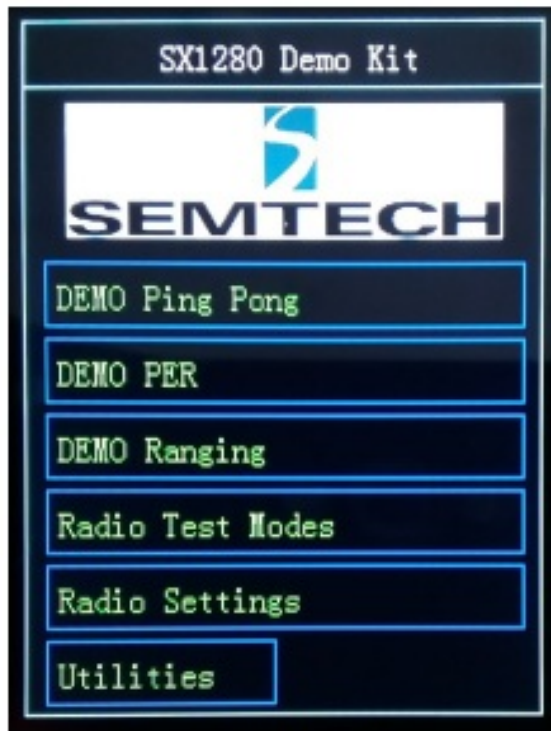 SX1280 Demo Kit
SEMTECH
DEMO Ping Pong
DEMO PER
DEMO Ranging
Radio Test Modes
Radio Settings
Utilities